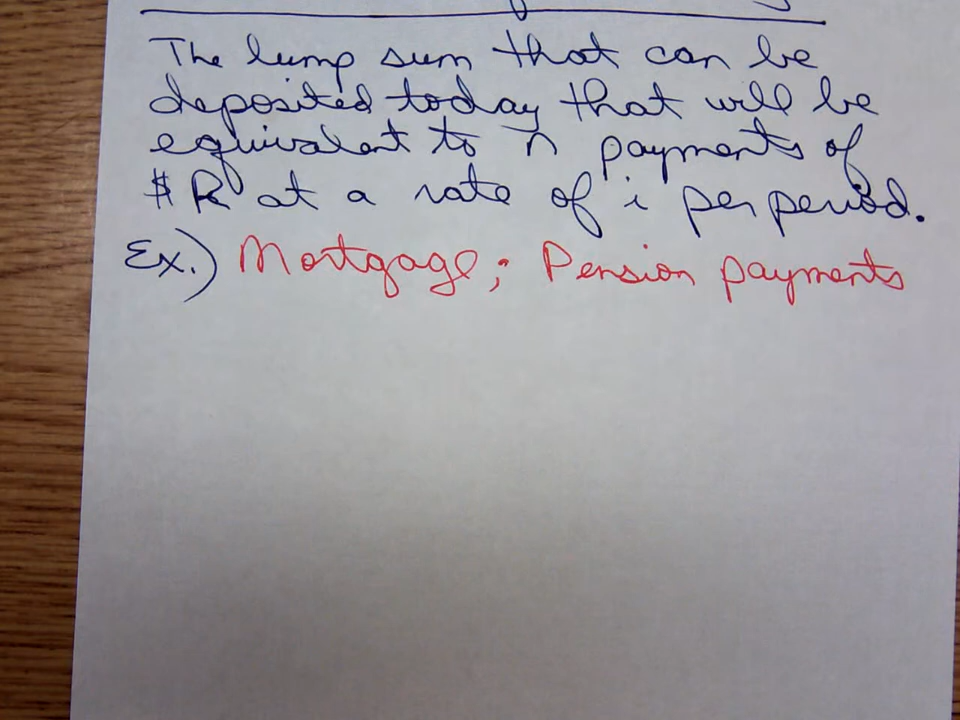 The lump sum that can be
deposited today that will be
equivalent to n payments of
$R at a rate of i per period.
Ex.) Mortgage; Pension payments